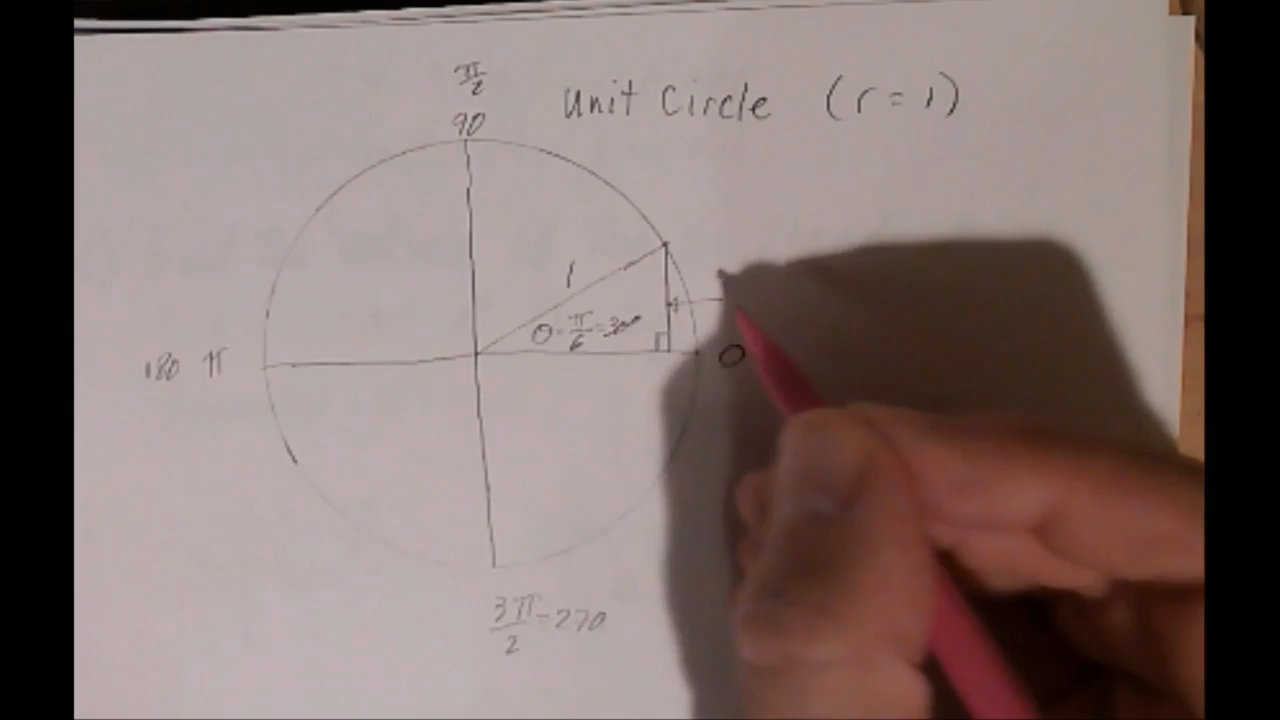 π/2
90
Unit Circle (r = 1)
1
θ = π/6 = 30
0
180 π
3π/2 = 270